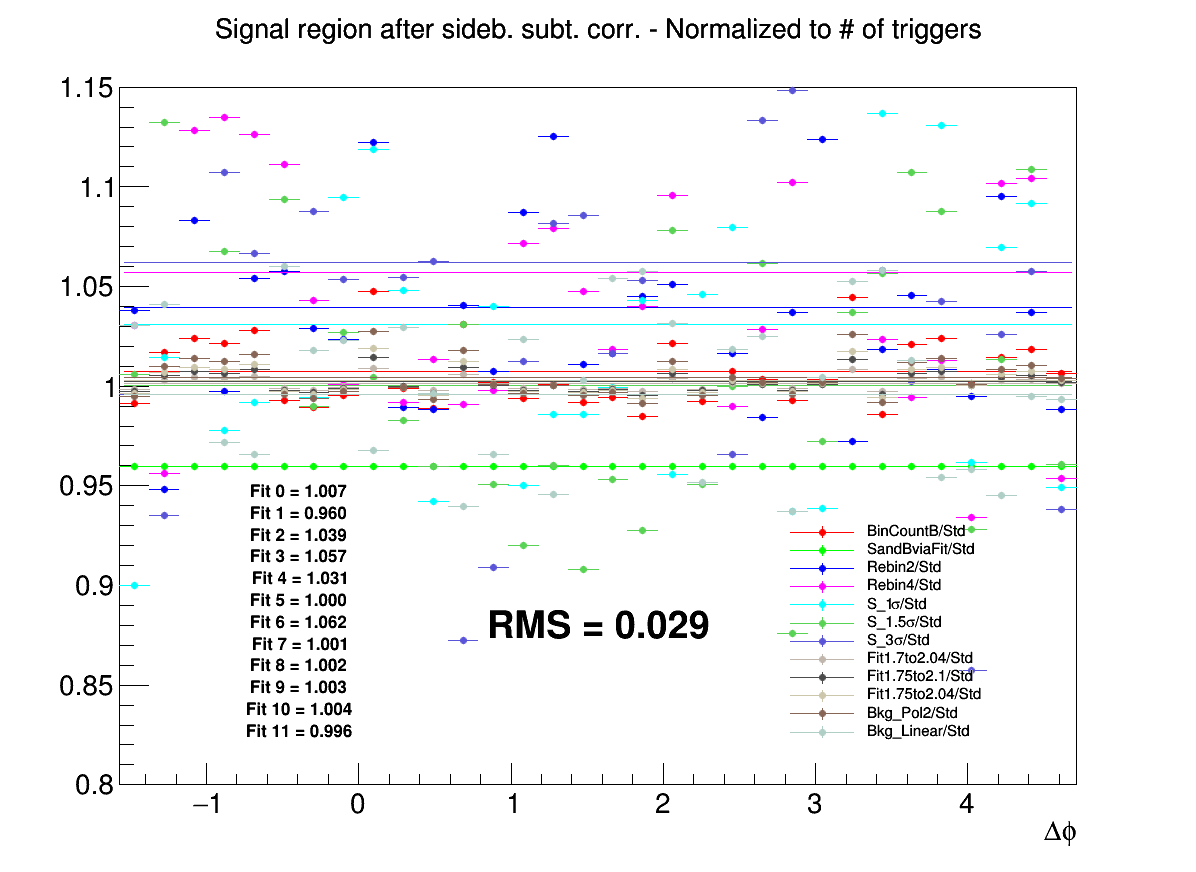 Signal region after sideb. subt. corr. - Normalized to # of triggers
1.15
1.1
1.05
1
0.95
0.9
0.85
0.8
Fit 0 = 1.007
Fit 1 = 0.960
Fit 2 = 1.039
Fit 3 = 1.057
Fit 4 = 1.031
Fit 5 = 1.000
Fit 6 = 1.062
Fit 7 = 1.001
Fit 8 = 1.002
Fit 9 = 1.003
Fit 10 = 1.004
Fit 11 = 0.996
RMS = 0.029
BinCountB/Std
SandBviaFit/Std
Rebin2/Std
Rebin4/Std
S_1σ/Std
S_1.5σ/Std
S_3σ/Std
Fit1.7to2.04/Std
Fit1.75to2.1/Std
Fit1.75to2.04/Std
Bkg_Pol2/Std
Bkg_Linear/Std
−1 0 1 2 3 4
Δϕ